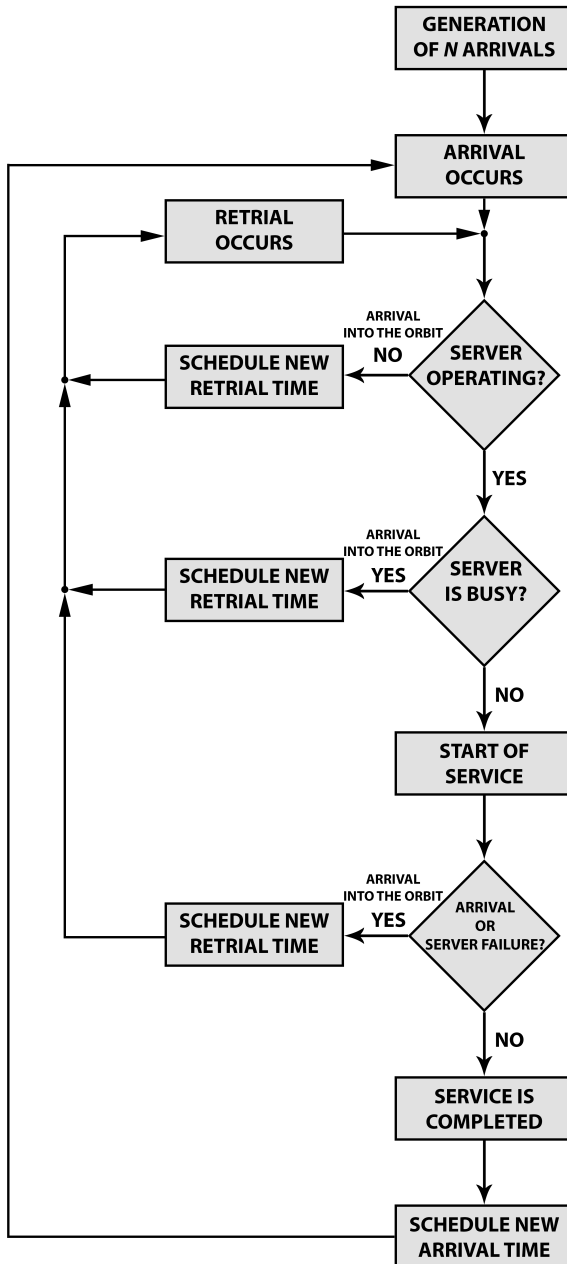 GENERATION
OF N ARRIVALS
ARRIVAL
OCCURS
RETRIAL
OCCURS
ARRIVAL
INTO THE ORBIT
NO
SCHEDULE NEW
RETRIAL TIME
SERVER
OPERATING?
YES
ARRIVAL
INTO THE ORBIT
YES
SCHEDULE NEW
RETRIAL TIME
SERVER
IS BUSY?
NO
START OF
SERVICE
ARRIVAL
INTO THE ORBIT
YES
SCHEDULE NEW
RETRIAL TIME
ARRIVAL
OR
SERVER FAILURE?
NO
SERVICE IS
COMPLETED
SCHEDULE NEW
ARRIVAL TIME